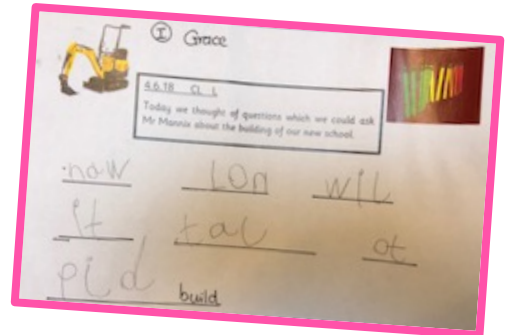 I Grace
4.6.18 CL L
Today we thought of questions which we could ask
Mr Mannix about the building of our new school.
how Lon wil
it tac ot
pid build